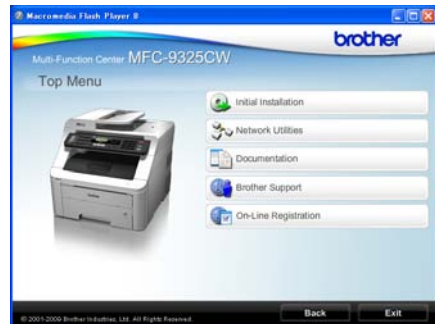 Macromedia Flash Player 8
brother
Multi-Function Center MFC-9325CW
Top Menu
Initial Installation
Network Utilities
Documentation
Brother Support
On-Line Registration
© 2001-2009 Brother Industries, Ltd. All Rights Reserved.
Back
Exit